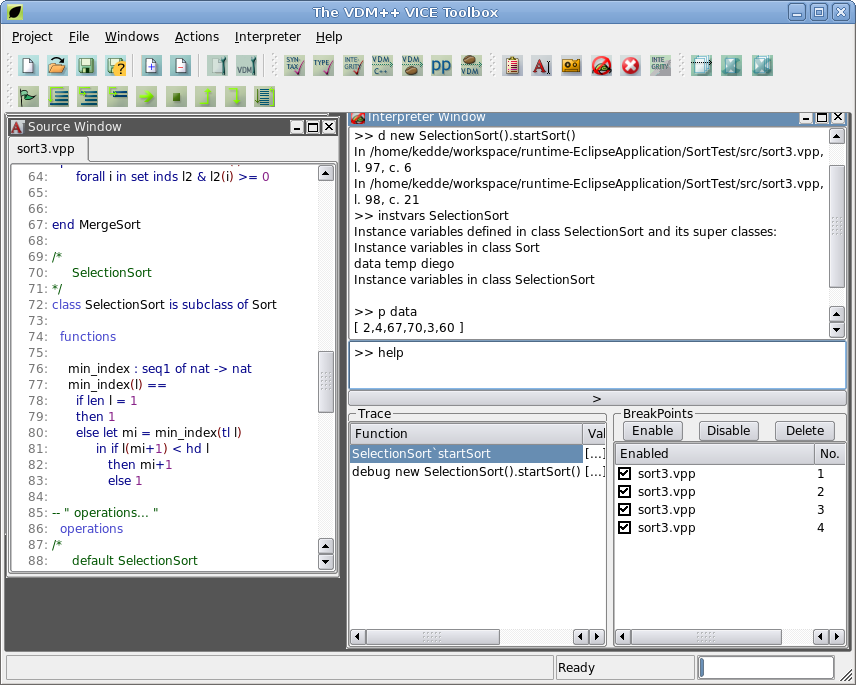 The VDM++ VICE Toolbox
Project File Windows Actions Interpreter Help
SYN-TAX TYPE INTE GRITY VDM C++ VDM pp VDM INTE GRITY
VDM
Source Window
sort3.vpp
64: forall i in set inds l2 & l2(i) >= 0
65:
66:
67: end MergeSort
68:
69: /*
70: SelectionSort
71: */
72: class SelectionSort is subclass of Sort
73:
74: functions
75:
76: min_index : seq1 of nat -> nat
77: min_index(l) ==
78: if len l = 1
79: then 1
80: else let mi = min_index(tl l)
81: in if l(mi+1) < hd l
82: then mi+1
83: else 1
84:
85: -- " operations... "
86: operations
87: /*
88: default SelectionSort
Interpreter Window
>> d new SelectionSort().startSort()
In /home/kedde/workspace/runtime-EclipseApplication/SortTest/src/sort3.vpp,
l. 97, c. 6
In /home/kedde/workspace/runtime-EclipseApplication/SortTest/src/sort3.vpp,
l. 98, c. 21
>> instvars SelectionSort
Instance variables defined in class SelectionSort and its super classes:
Instance variables in class Sort
data temp diego
Instance variables in class SelectionSort
>> p data
[ 2,4,67,70,3,60 ]
>> help
>
Trace
Function Val
SelectionSort`startSort [...]
debug new SelectionSort().startSort() [...]
BreakPoints
Enable Disable Delete
Enabled No.
sort3.vpp 1
sort3.vpp 2
sort3.vpp 3
sort3.vpp 4
Ready